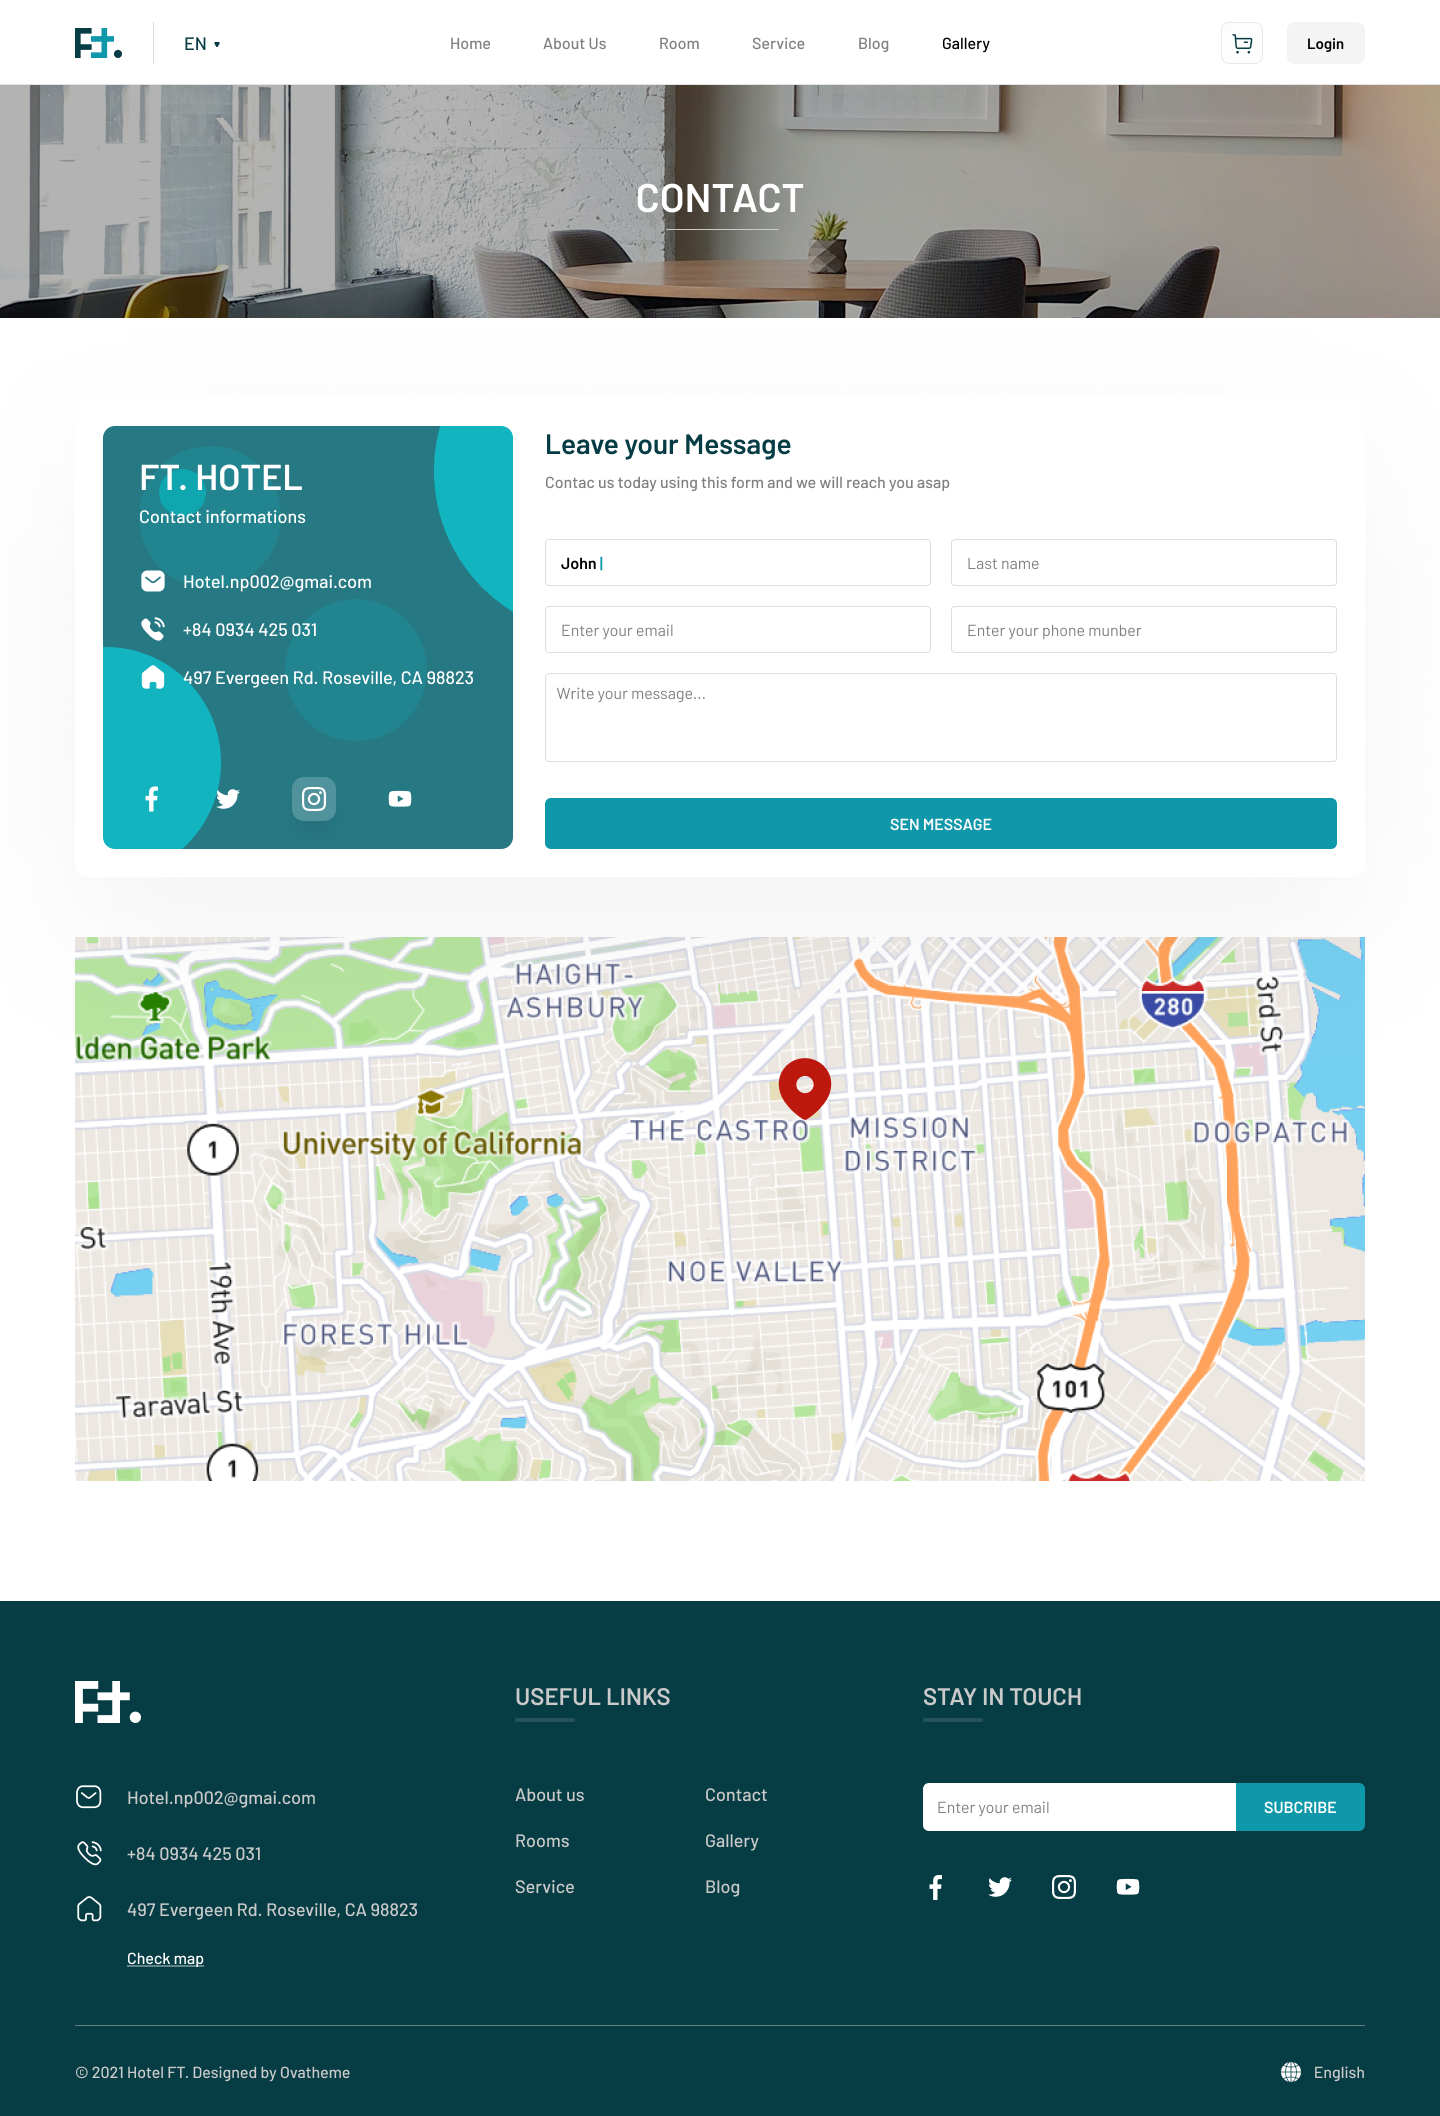 Ft.
EN
Home
About Us
Room
Service
Blog
Gallery
Login
CONTACT
FT. HOTEL
Contact informations
Hotel.np002@gmai.com
+84 0934 425 031
497 Evergeen Rd. Roseville, CA 98823
Leave your Message
Contac us today using this form and we will reach you asap
John
Last name
Enter your email
Enter your phone munber
Write your message...
SEN MESSAGE
HAIGHT-
ASHBURY
280
3rd St
lden Gate Park
THE CASTRO
MISSION
DISTRICT
DOGPATCH
1
University of California
St
19th Ave
NOE VALLEY
FOREST HILL
101
Taraval St
1
Ft.
Hotel.np002@gmai.com
+84 0934 425 031
497 Evergeen Rd. Roseville, CA 98823
Check map
USEFUL LINKS
About us
Contact
Rooms
Gallery
Service
Blog
STAY IN TOUCH
Enter your email
SUBCRIBE
© 2021 Hotel FT. Designed by Ovatheme
English